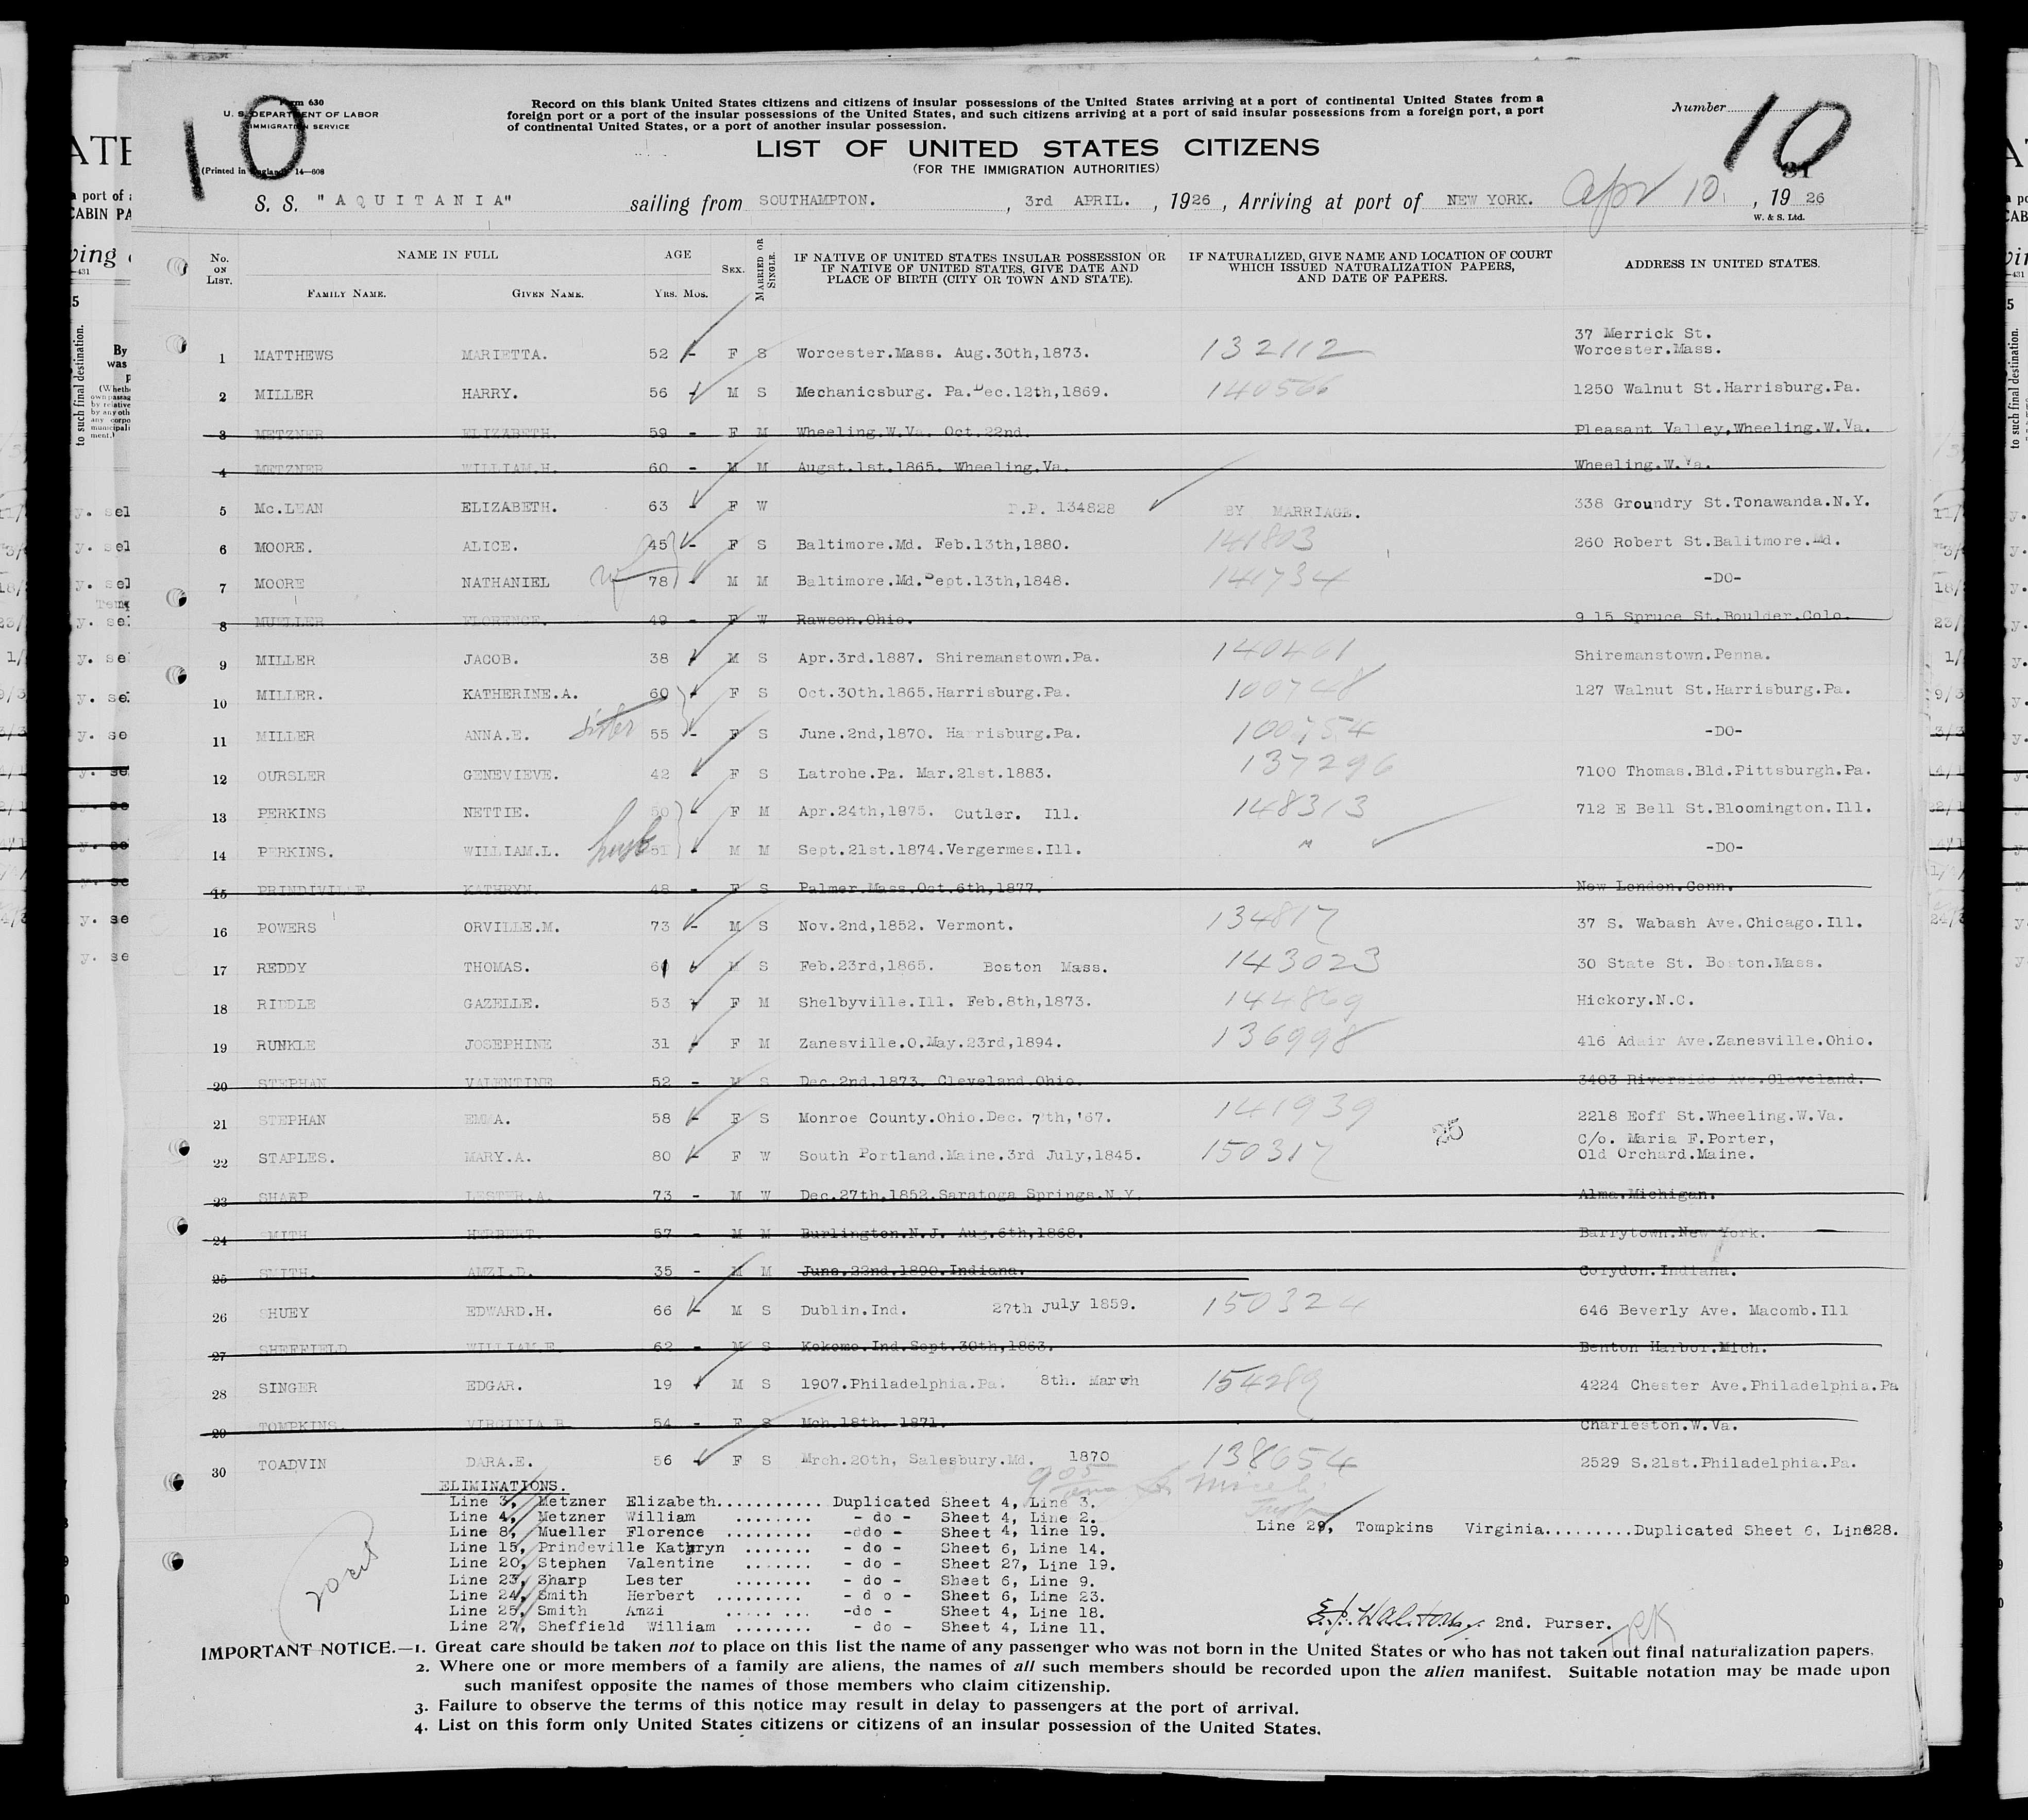 Form 630
U. S. DEPARTMENT OF LABOR
IMMIGRATION SERVICE
(Printed in England) 14—608
10
Record on this blank United States citizens and citizens of insular possessions of the United States arriving at a port of continental United States from a
foreign port or a port of the insular possessions of the United States, and such citizens arriving at a port of said insular possessions from a foreign port, a port
of continental United States, or a port of another insular possession.
Number 10
31
LIST OF UNITED STATES CITIZENS
(FOR THE IMMIGRATION AUTHORITIES)
S. S. "AQUITANIA" sailing from SOUTHAMPTON. , 3rd APRIL. , 1926 , Arriving at port of NEW YORK. Apr 10 , 1926
W. & S. Ltd.
No. ON LIST. NAME IN FULL FAMILY NAME. GIVEN NAME. AGE YRS. MOS. SEX. MARRIED OR SINGLE. IF NATIVE OF UNITED STATES INSULAR POSSESSION OR IF NATIVE OF UNITED STATES, GIVE DATE AND PLACE OF BIRTH (CITY OR TOWN AND STATE). IF NATURALIZED, GIVE NAME AND LOCATION OF COURT WHICH ISSUED NATURALIZATION PAPERS, AND DATE OF PAPERS. ADDRESS IN UNITED STATES.
1 MATTHEWS MARIETTA. 52 - F S Worcester.Mass. Aug.30th,1873. 132112 37 Merrick St. Worcester.Mass.
2 MILLER HARRY. 56 - M S Mechanicsburg. Pa.Dec.12th,1869. 140566 1250 Walnut St.Harrisburg.Pa.
3 METZNER ELIZABETH. 59 - F M Wheeling.W.Va. Oct.22nd. Pleasant Valley,Wheeling.W.Va.
4 METZNER WILLIAM.H. 60 - M M Augst.1st.1865. Wheeling.Va. Wheeling.W.Va.
5 Mc.LEAN ELIZABETH. 63 F W P.P. 134828 BY MARRIAGE. 338 Groundry St.Tonawanda.N.Y.
6 MOORE. ALICE. 45 - F S Baltimore.Md. Feb.13th,1880. 141803 260 Robert St.Balitmore.Md.
7 MOORE NATHANIEL 78 - M M Baltimore.Md.Sept.13th,1848. 141734 -DO-
8 MUELLER FLORENCE. 49 - F W Rawson.Ohio. 9 15 Spruce St.Boulder.Colo.
9 MILLER JACOB. 38 - M S Apr.3rd.1887. Shiremanstown.Pa. 140401 Shiremanstown.Penna.
10 MILLER. KATHERINE.A. 60 - F S Oct.30th.1865.Harrisburg.Pa. 100748 127 Walnut St.Harrisburg.Pa.
11 MILLER ANNA.E. sister 55 - F S June.2nd,1870. Harrisburg.Pa. 100754 -DO-
12 OURSLER GENEVIEVE. 42 - F S Latrobe.Pa. Mar.21st.1883. 137296 7100 Thomas.Bld.Pittsburgh.Pa.
13 PERKINS NETTIE. 50 - F M Apr.24th,1875. Cutler. Ill. 148313 712 E Bell St.Bloomington.Ill.
14 PERKINS. WILLIAM.L. husb 51 - M M Sept.21st.1874.Vergermes.Ill. " -DO-
15 PRINDIVILLE. KATHRYN. 48 - F S Palmer.Mass.Oct.6th,1877. New London.Conn.
16 POWERS ORVILLE.M. 73 - M S Nov.2nd,1852. Vermont. 134817 37 S. Wabash Ave.Chicago.Ill.
17 REDDY THOMAS. 61 M S Feb.23rd,1865. Boston Mass. 143023 30 State St. Boston.Mass.
18 RIDDLE GAZELLE. 53 - F M Shelbyville.Ill. Feb.8th,1873. 144869 Hickory.N.C.
19 RUNKLE JOSEPHINE 31 - F M Zanesville.O.May.23rd,1894. 136998 416 Adair Ave.Zanesville.Ohio.
20 STEPHAN VALENTINE 52 - M S Dec.2nd.1873. Cleveland.Ohio. 3403 Riverside Ave.Cleveland.
21 STEPHAN EMMA. 58 - F S Monroe County.Ohio.Dec. 7th,'67. 141939 2218 Eoff St.Wheeling.W.Va.
22 STAPLES. MARY.A. 80 - F W South Portland.Maine.3rd July,1845. 150317 25 C/o. Maria F.Porter, Old Orchard.Maine.
23 SHARP LESTER.A. 73 - M W Dec.27th,1852.Saratoga Springs.N.Y. Alma.Michigan.
24 SMITH HERBERT. 57 - M M Burlington.N.J. Aug.6th,1868. Barrytown.New York.
25 SMITH. AMZI.D. 35 - M M June.22nd.1890.Indiana. Corydon.Indiana.
26 SHUEY EDWARD.H. 66 - M S Dublin.Ind. 27th July 1859. 150324 646 Beverly Ave. Macomb.Ill
27 SHEFFIELD WILLIAM.E. 62 - M S Kokomo.Ind.Sept.30th,1863. Benton Harbor.Mich.
28 SINGER EDGAR. 19 - M S 1907.Philadelphia.Pa. 8th. March 154289 4224 Chester Ave.Philadelphia.Pa
29 TOMPKINS. VIRGINIA.B. 54 - F S Mch.18th. 1871. Charleston.W.Va.
30 TOADVIN DARA.E. 56 - F S Mrch.20th, Salesbury.Md. 1870 138654 2529 S.21st.Philadelphia.Pa.
ELIMINATIONS.
Line 3, Metzner Elizabeth........... Duplicated Sheet 4, Line 3.
Line 4, Metzner William ........ - do - Sheet 4, Line 2.
Line 8, Mueller Florence ......... -ddo - Sheet 4, line 19.
Line 15, Prindeville Kathryn ....... - do - Sheet 6, Line 14.
Line 20, Stephen Valentine ....... - do - Sheet 27, Line 19.
Line 23, Sharp Lester ........ - do - Sheet 6, Line 9.
Line 24, Smith Herbert ......... - d o - Sheet 6, Line 23.
Line 25, Smith Amzi ..... ... -do - Sheet 4, Line 18.
Line 27, Sheffield William ........ - do - Sheet 4, Line 11.
Line 29, Tompkins Virginia.........Duplicated Sheet 6, Line828.
2nd. Purser.
IMPORTANT NOTICE.—1. Great care should be taken not to place on this list the name of any passenger who was not born in the United States or who has not taken out final naturalization papers.
2. Where one or more members of a family are aliens, the names of all such members should be recorded upon the alien manifest. Suitable notation may be made upon
such manifest opposite the names of those members who claim citizenship.
3. Failure to observe the terms of this notice may result in delay to passengers at the port of arrival.
4. List on this form only United States citizens or citizens of an insular possession of the United States.